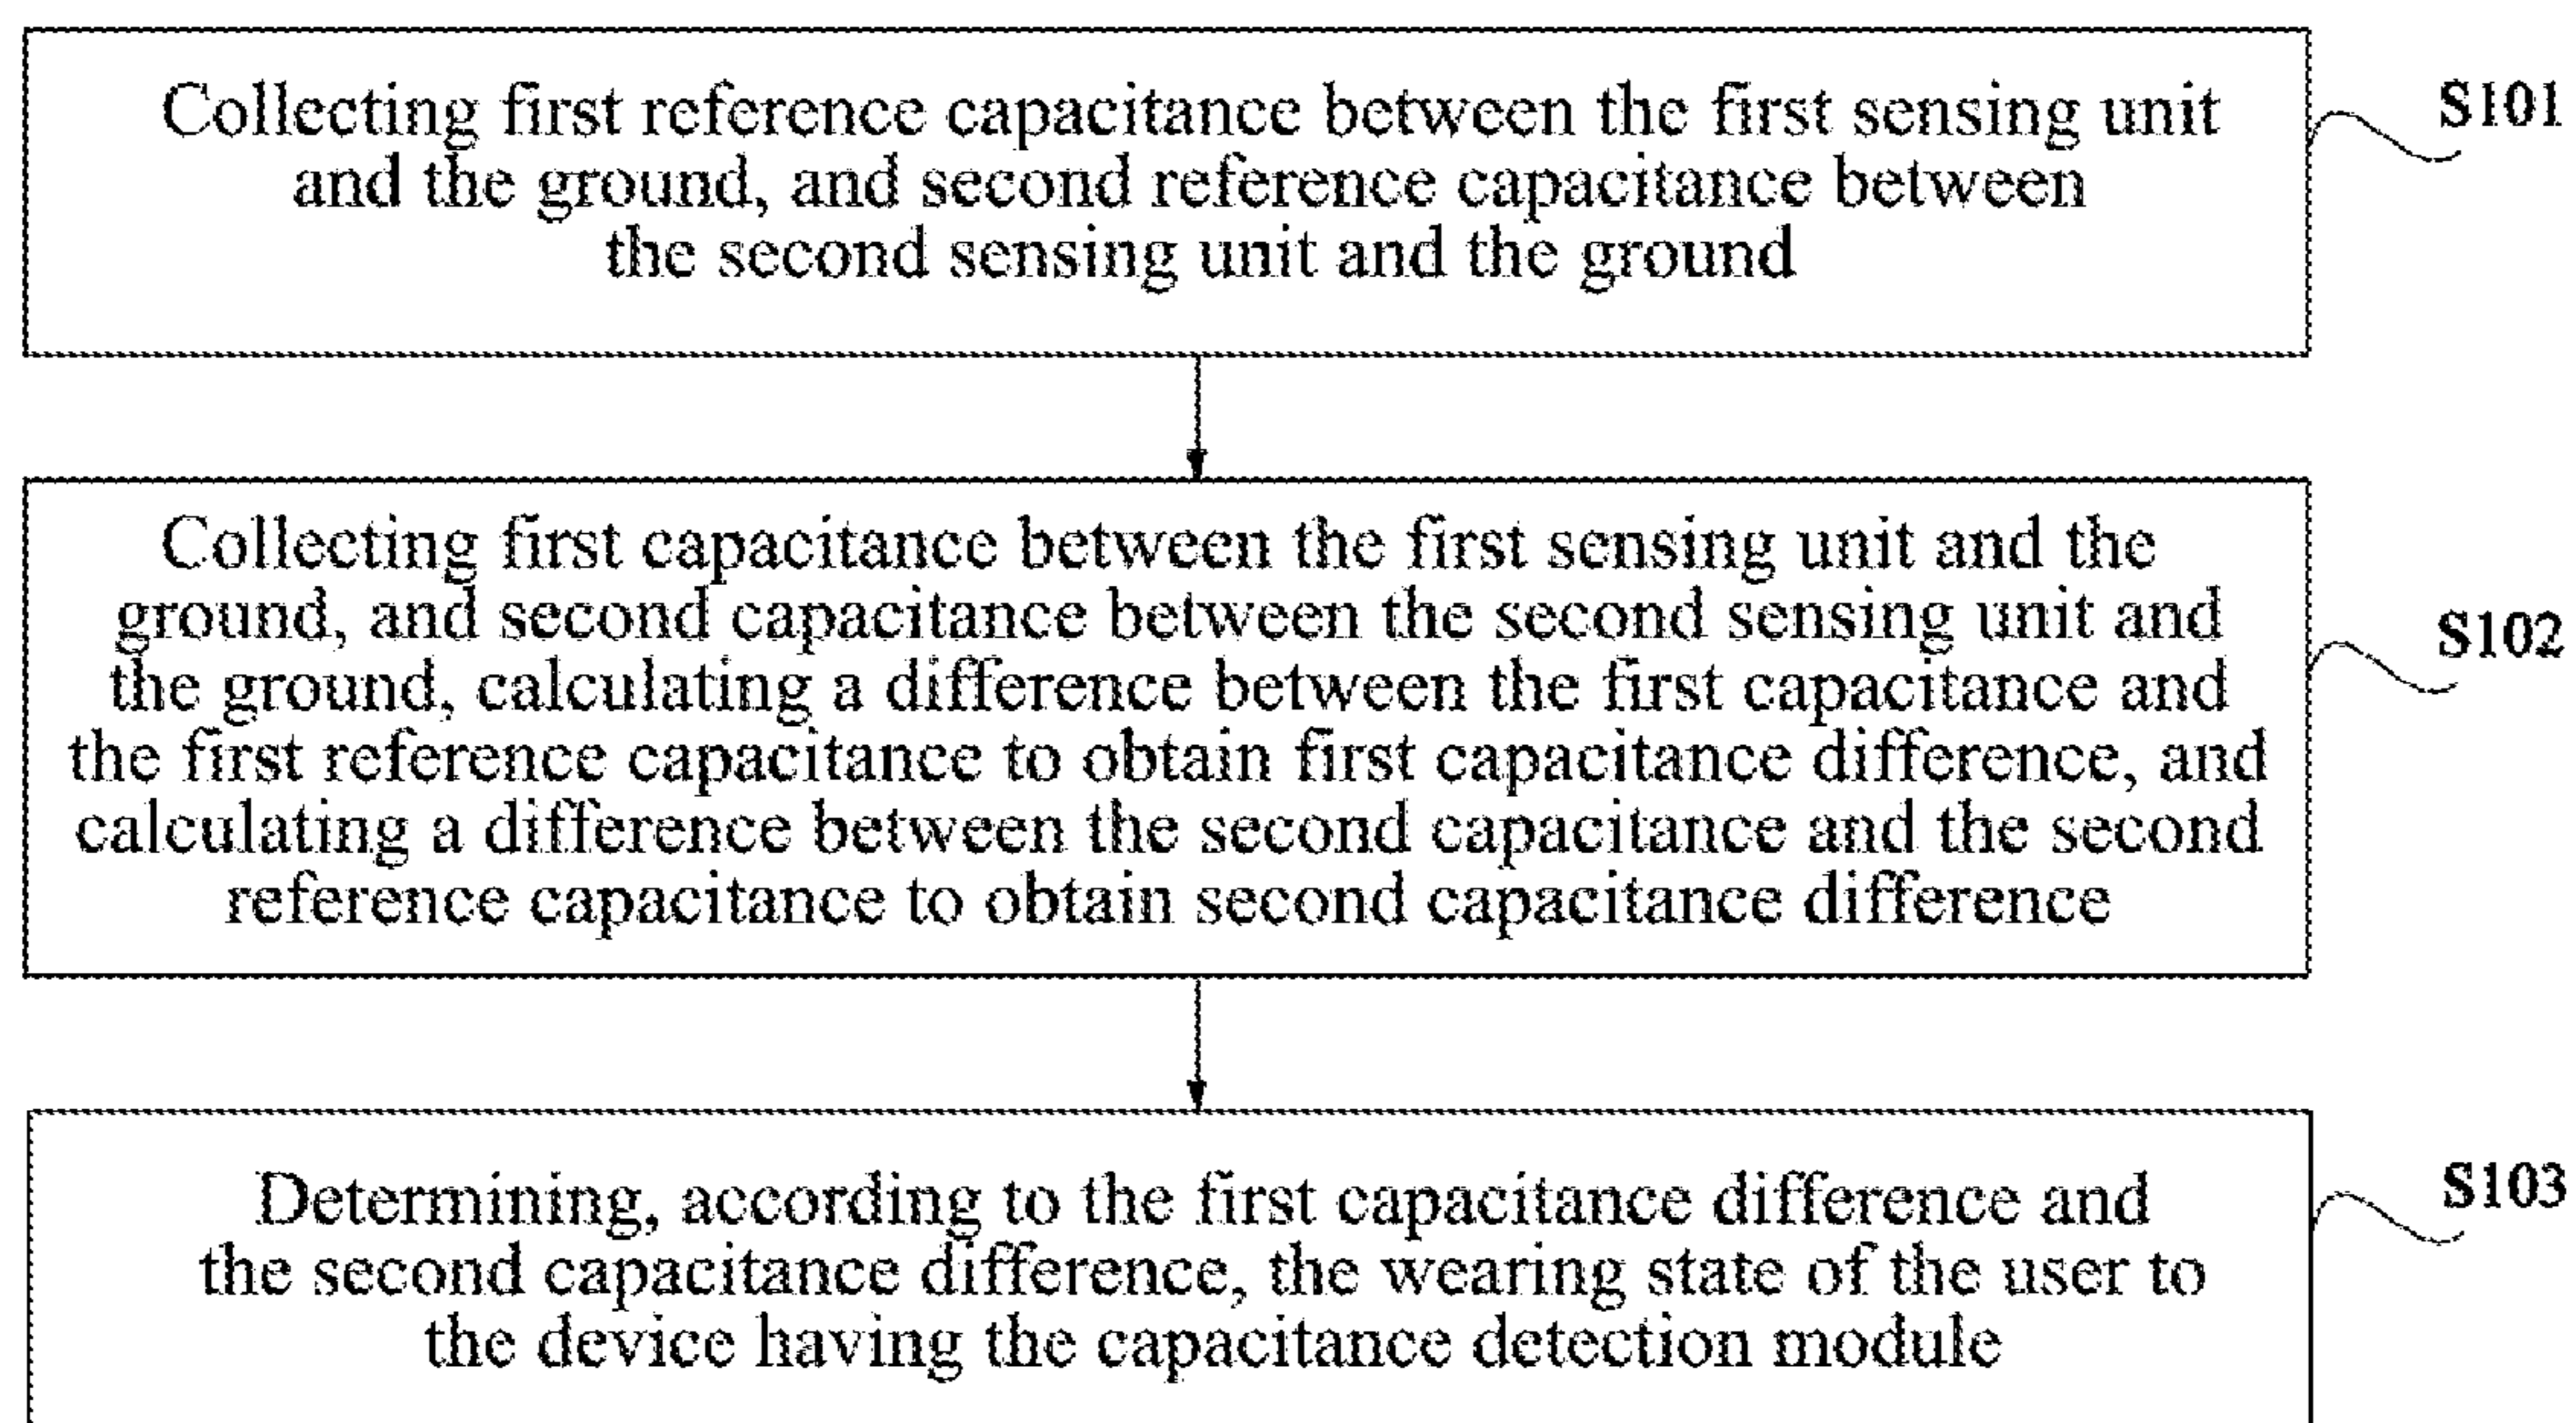 Collecting first reference capacitance between the first sensing unit
and the ground, and second reference capacitance between
the second sensing unit and the ground
S101
Collecting first capacitance between the first sensing unit and the
ground, and second capacitance between the second sensing unit and
the ground, calculating a difference between the first capacitance and
the first reference capacitance to obtain first capacitance difference, and
calculating a difference between the second capacitance and the second
reference capacitance to obtain second capacitance difference
S102
Determining, according to the first capacitance difference and
the second capacitance difference, the wearing state of the user to
the device having the capacitance detection module
S103